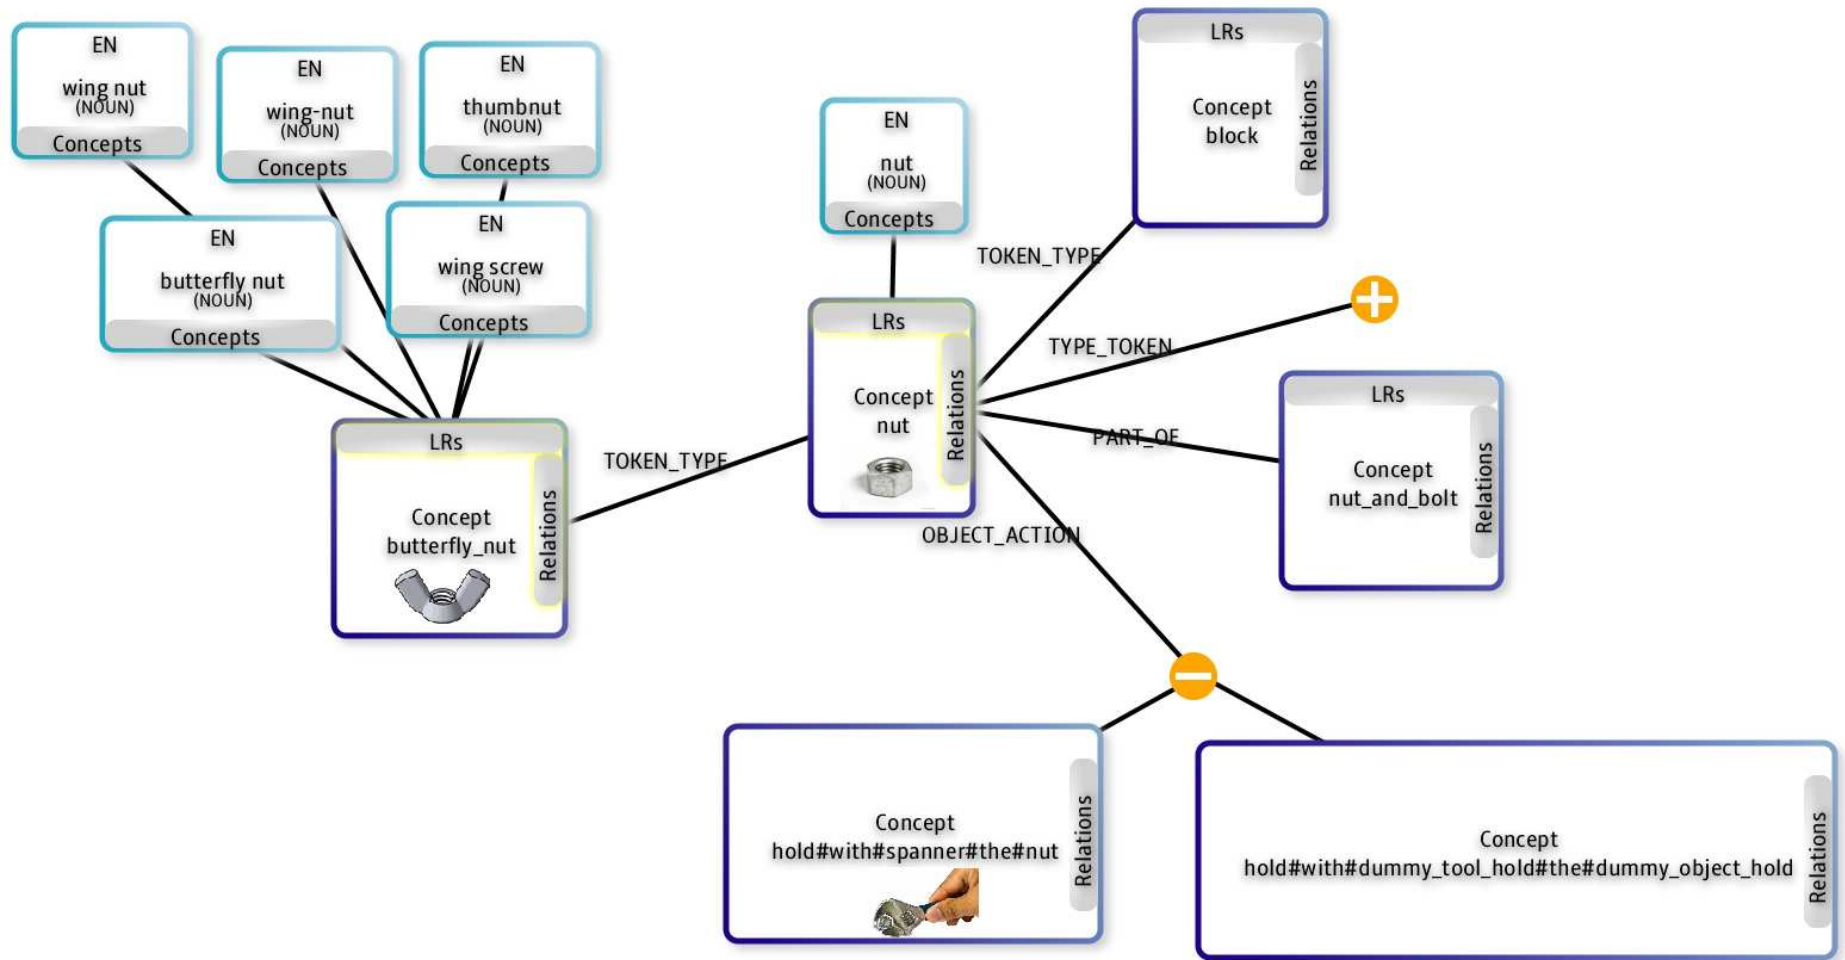 EN
wing nut
(NOUN)
Concepts
EN
wing-nut
(NOUN)
Concepts
EN
thumbnut
(NOUN)
Concepts
EN
butterfly nut
(NOUN)
Concepts
EN
wing screw
(NOUN)
Concepts
LRs
Concept
butterfly_nut
Relations
TOKEN_TYPE
EN
nut
(NOUN)
Concepts
LRs
Concept
nut
Relations
TOKEN_TYPE
LRs
Concept
block
Relations
TYPE_TOKEN
PART_OF
LRs
Concept
nut_and_bolt
Relations
OBJECT_ACTION
Concept
hold#with#spanner#the#nut
Relations
Concept
hold#with#dummy_tool_hold#the#dummy_object_hold
Relations